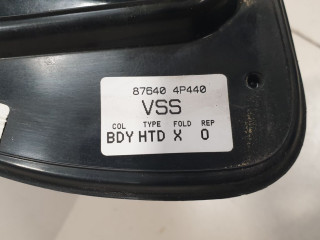 87640 4P440
VSS
COL TYPE FOLD REP
BDY HTD X 0